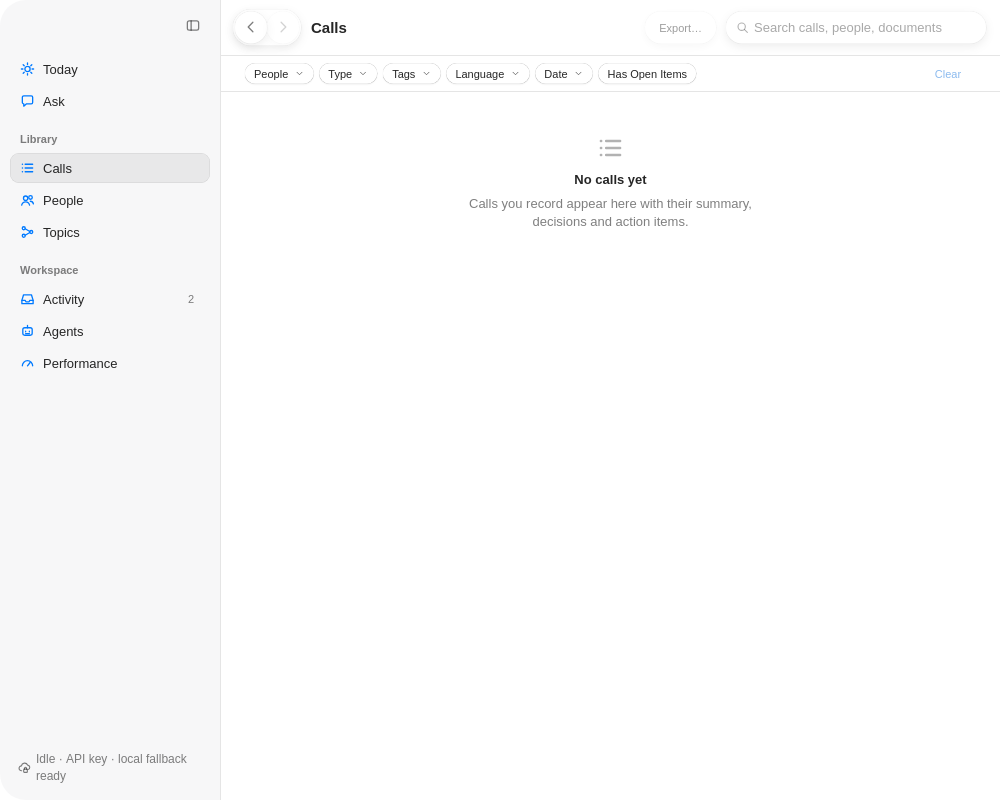 Calls
Export…
Search calls, people, documents
People
Type
Tags
Language
Date
Has Open Items
Clear
Today
Ask
Library
Calls
People
Topics
Workspace
Activity
2
Agents
Performance
No calls yet
Calls you record appear here with their summary,
decisions and action items.
Idle · API key · local fallback
ready